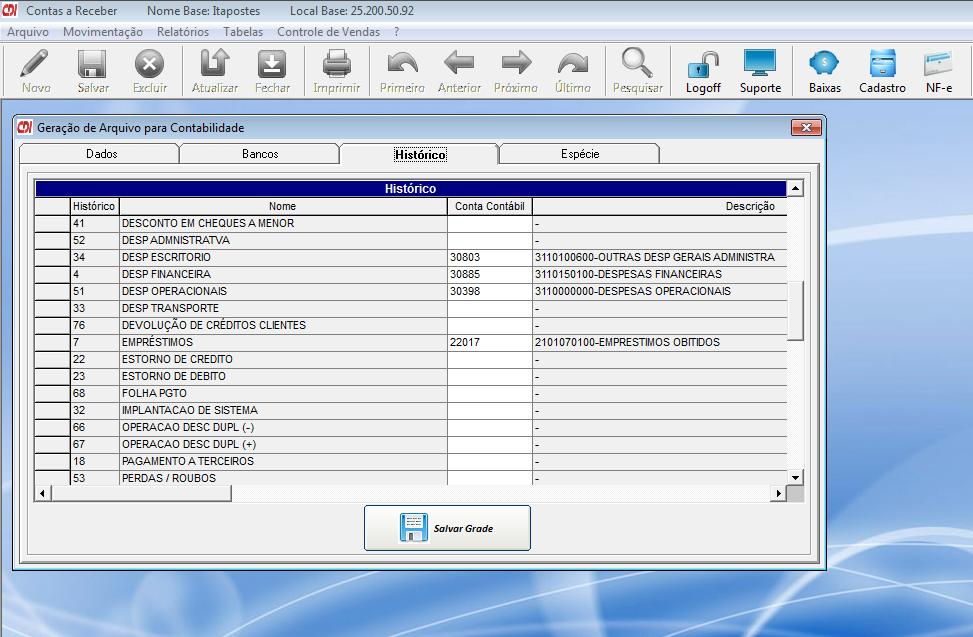 CDI Contas a Receber Nome Base: Itapostes Local Base: 25.200.50.92
Arquivo Movimentação Relatórios Tabelas Controle de Vendas ?
Novo Salvar Excluir Atualizar Fechar Imprimir Primeiro Anterior Próximo Último Pesquisar Logoff Suporte Baixas Cadastro NF-e
CDI Geração de Arquivo para Contabilidade
Dados Bancos Histórico Espécie
Histórico
Histórico Nome Conta Contábil Descrição
41 DESCONTO EM CHEQUES A MENOR -
52 DESP ADMNISTRATVA -
34 DESP ESCRITORIO 30803 3110100600-OUTRAS DESP GERAIS ADMINISTRA
4 DESP FINANCEIRA 30885 3110150100-DESPESAS FINANCEIRAS
51 DESP OPERACIONAIS 30398 3110000000-DESPESAS OPERACIONAIS
33 DESP TRANSPORTE -
76 DEVOLUÇÃO DE CRÉDITOS CLIENTES -
7 EMPRÉSTIMOS 22017 2101070100-EMPRESTIMOS OBITIDOS
22 ESTORNO DE CREDITO -
23 ESTORNO DE DEBITO -
68 FOLHA PGTO -
32 IMPLANTACAO DE SISTEMA -
66 OPERACAO DESC DUPL (-) -
67 OPERACAO DESC DUPL (+) -
18 PAGAMENTO A TERCEIROS -
53 PERDAS / ROUBOS -
Salvar Grade